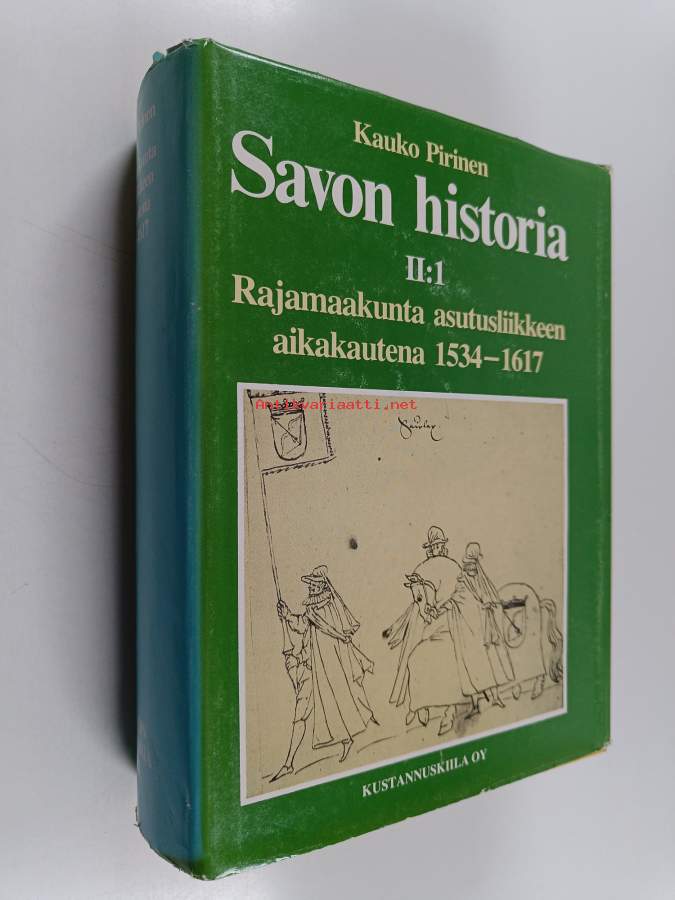 Kauko Pirinen
Savon historia
II:1
Rajamaakunta asutusliikkeen
aikakautena 1534–1617
Antikvariaatti.net
KUSTANNUSKIILA OY